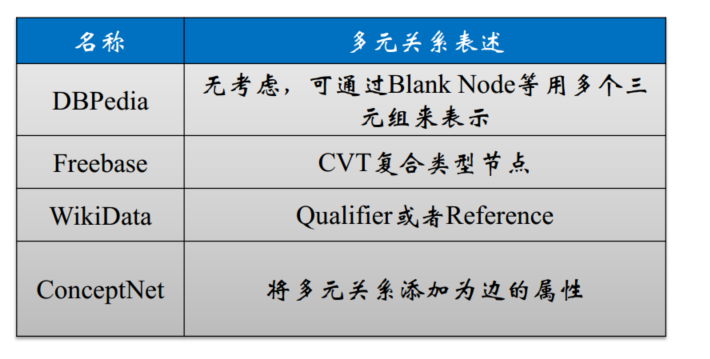 名称 多元关系表述
DBPedia 无考虑，可通过Blank Node等用多个三
元组来表示
Freebase CVT复合类型节点
WikiData Qualifier或者Reference
ConceptNet 将多元关系添加为边的属性